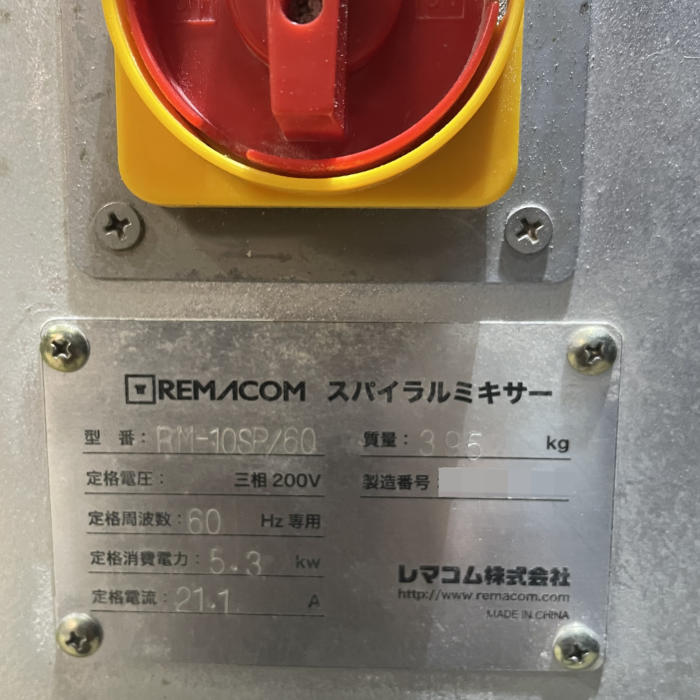 REMACOM スパイラルミキサー
型 番: RM-10SP/60 質量: 395 kg
定格電圧: 三相 200V 製造番号:
定格周波数: 60 Hz 専用
定格消費電力: 5.3 kw
定格電流: 21.1 A
レマコム株式会社
http://www.remacom.com
MADE IN CHINA